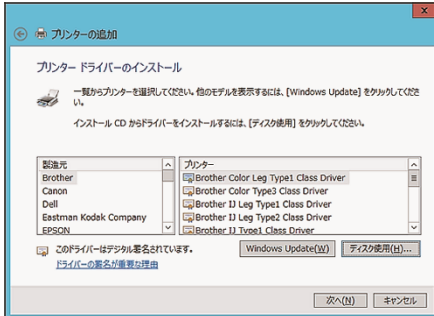 プリンターの追加
プリンター ドライバーのインストール
一覧からプリンターを選択してください。他のモデルを表示するには、[Windows Update] をクリックしてくださ
い。
インストール CD からドライバーをインストールするには、[ディスク使用] をクリックしてください。
製造元
Brother
Canon
Dell
Eastman Kodak Company
EPSON
プリンター
Brother Color Leg Type1 Class Driver
Brother Color Type3 Class Driver
Brother IJ Leg Type1 Class Driver
Brother IJ Leg Type2 Class Driver
Brother IJ Type1 Class Driver
このドライバーはデジタル署名されています。
ドライバーの署名が重要な理由
Windows Update(W)
ディスク使用(H)...
次へ(N)
キャンセル